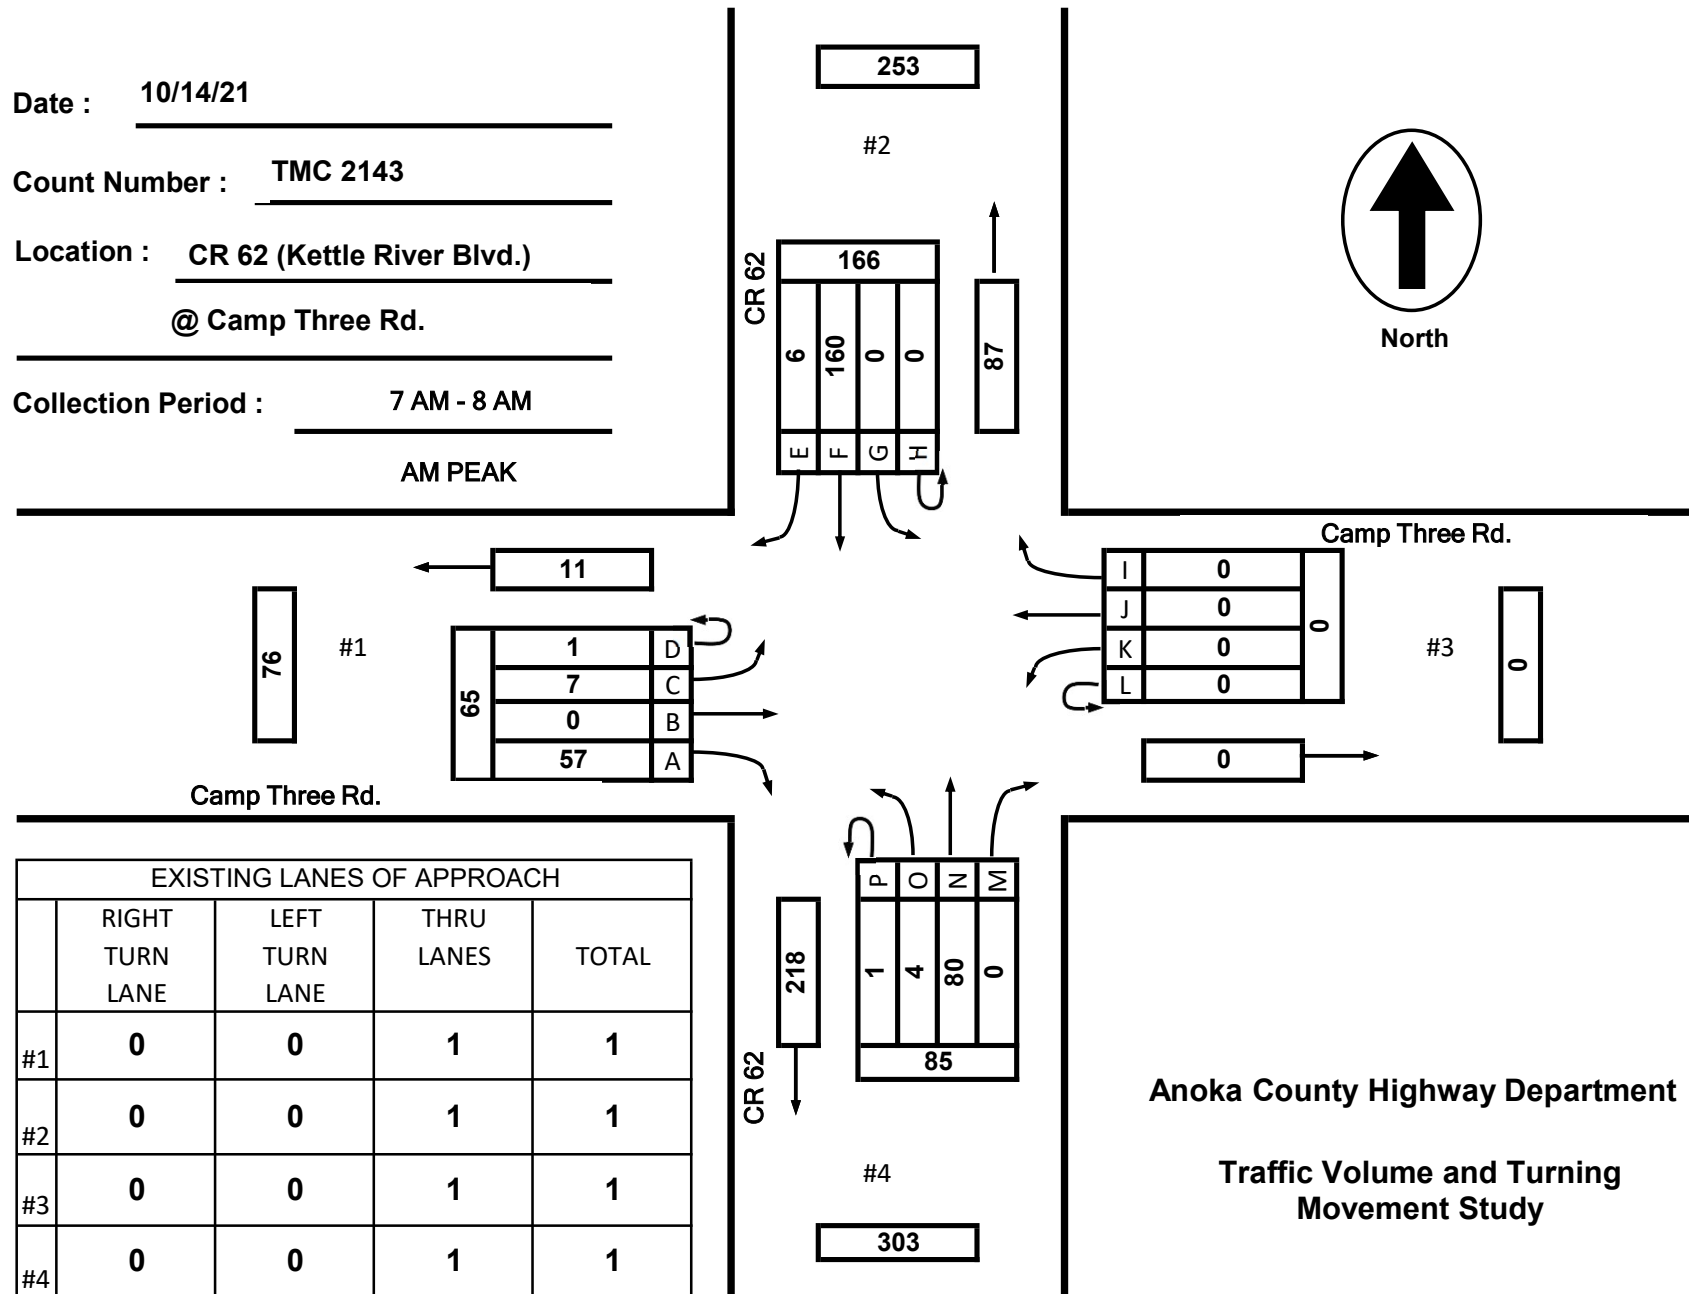 Date : 10/14/21
Count Number : TMC 2143
Location : CR 62 (Kettle River Blvd.)
@ Camp Three Rd.
Collection Period : 7 AM - 8 AM
AM PEAK
253
#2
CR 62
166
6 160 0 0
E F G H
87
North
Camp Three Rd.
11
76
#1
65
1 D
7 C
0 B
57 A
Camp Three Rd.
I 0
J 0
K 0
L 0
0
#3
0
0
P O N M
1 4 80 0
85
218
CR 62
#4
303
EXISTING LANES OF APPROACH
RIGHT TURN LANE
LEFT TURN LANE
THRU LANES
TOTAL
#1 0 0 1 1
#2 0 0 1 1
#3 0 0 1 1
#4 0 0 1 1
Anoka County Highway Department
Traffic Volume and Turning
Movement Study